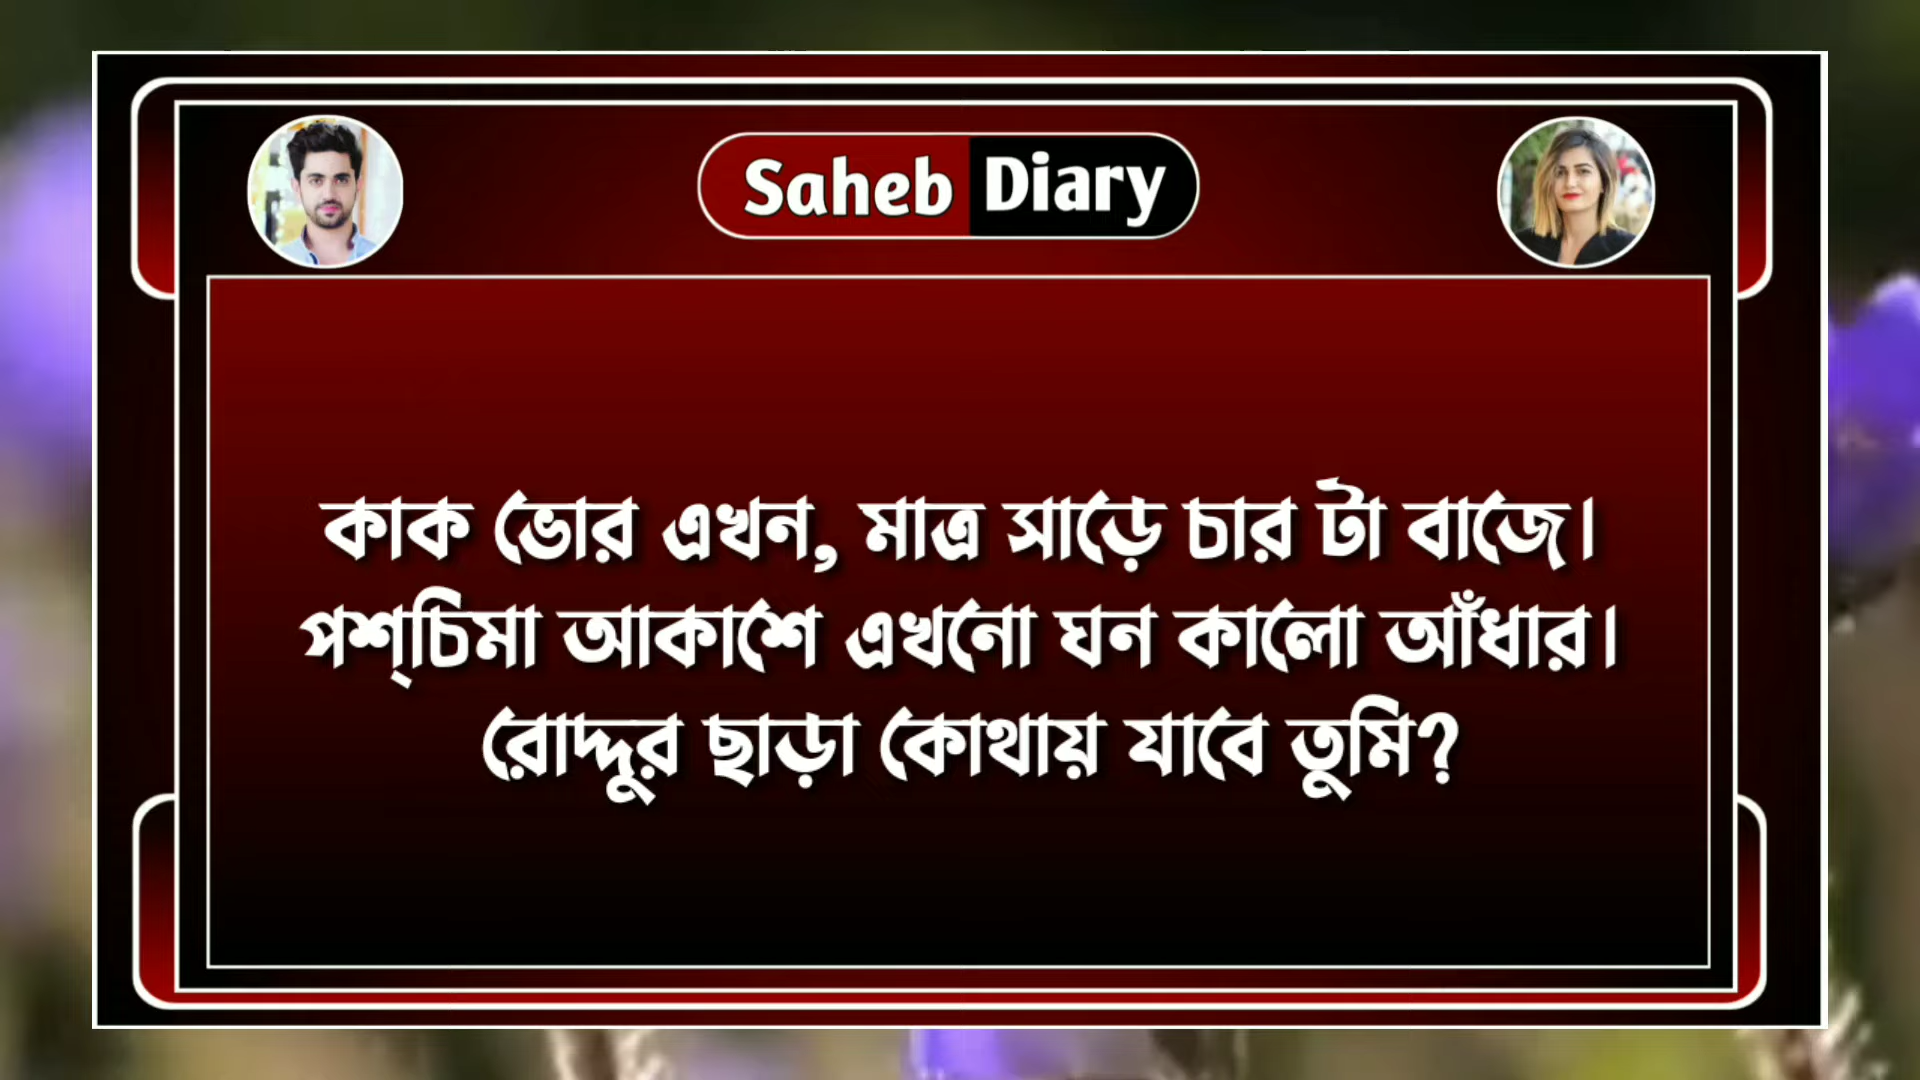 Saheb Diary
কাক ভোর এখন, মাত্র সাড়ে চার টা বাজে।
পশ্‌চিমা আকাশে এখনো ঘন কালো আঁধার।
রোদ্দুর ছাড়া কোথায় যাবে তুমি?